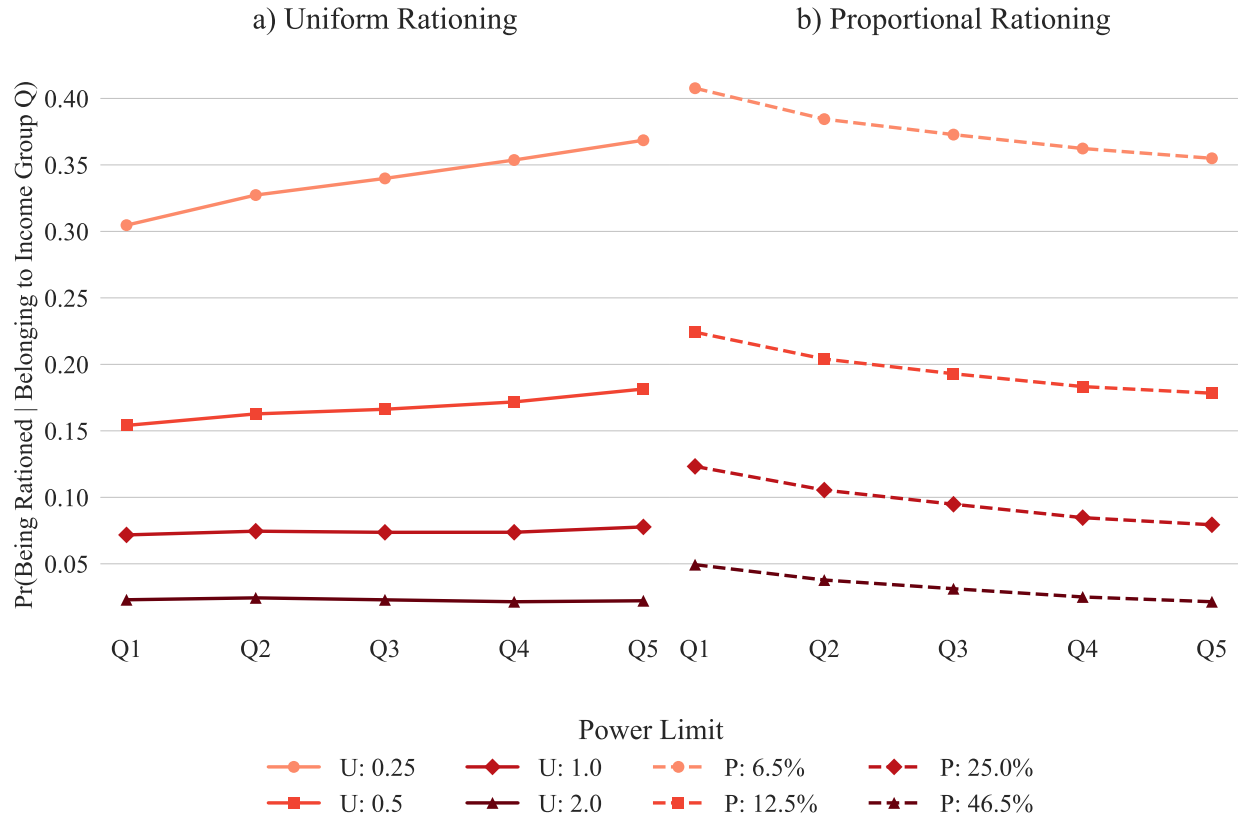 a) Uniform Rationing
b) Proportional Rationing
Pr(Being Rationed | Belonging to Income Group Q)
0.40
0.35
0.30
0.25
0.20
0.15
0.10
0.05
Q1 Q2 Q3 Q4 Q5
Q1 Q2 Q3 Q4 Q5
Power Limit
U: 0.25 U: 1.0 P: 6.5% P: 25.0%
U: 0.5 U: 2.0 P: 12.5% P: 46.5%